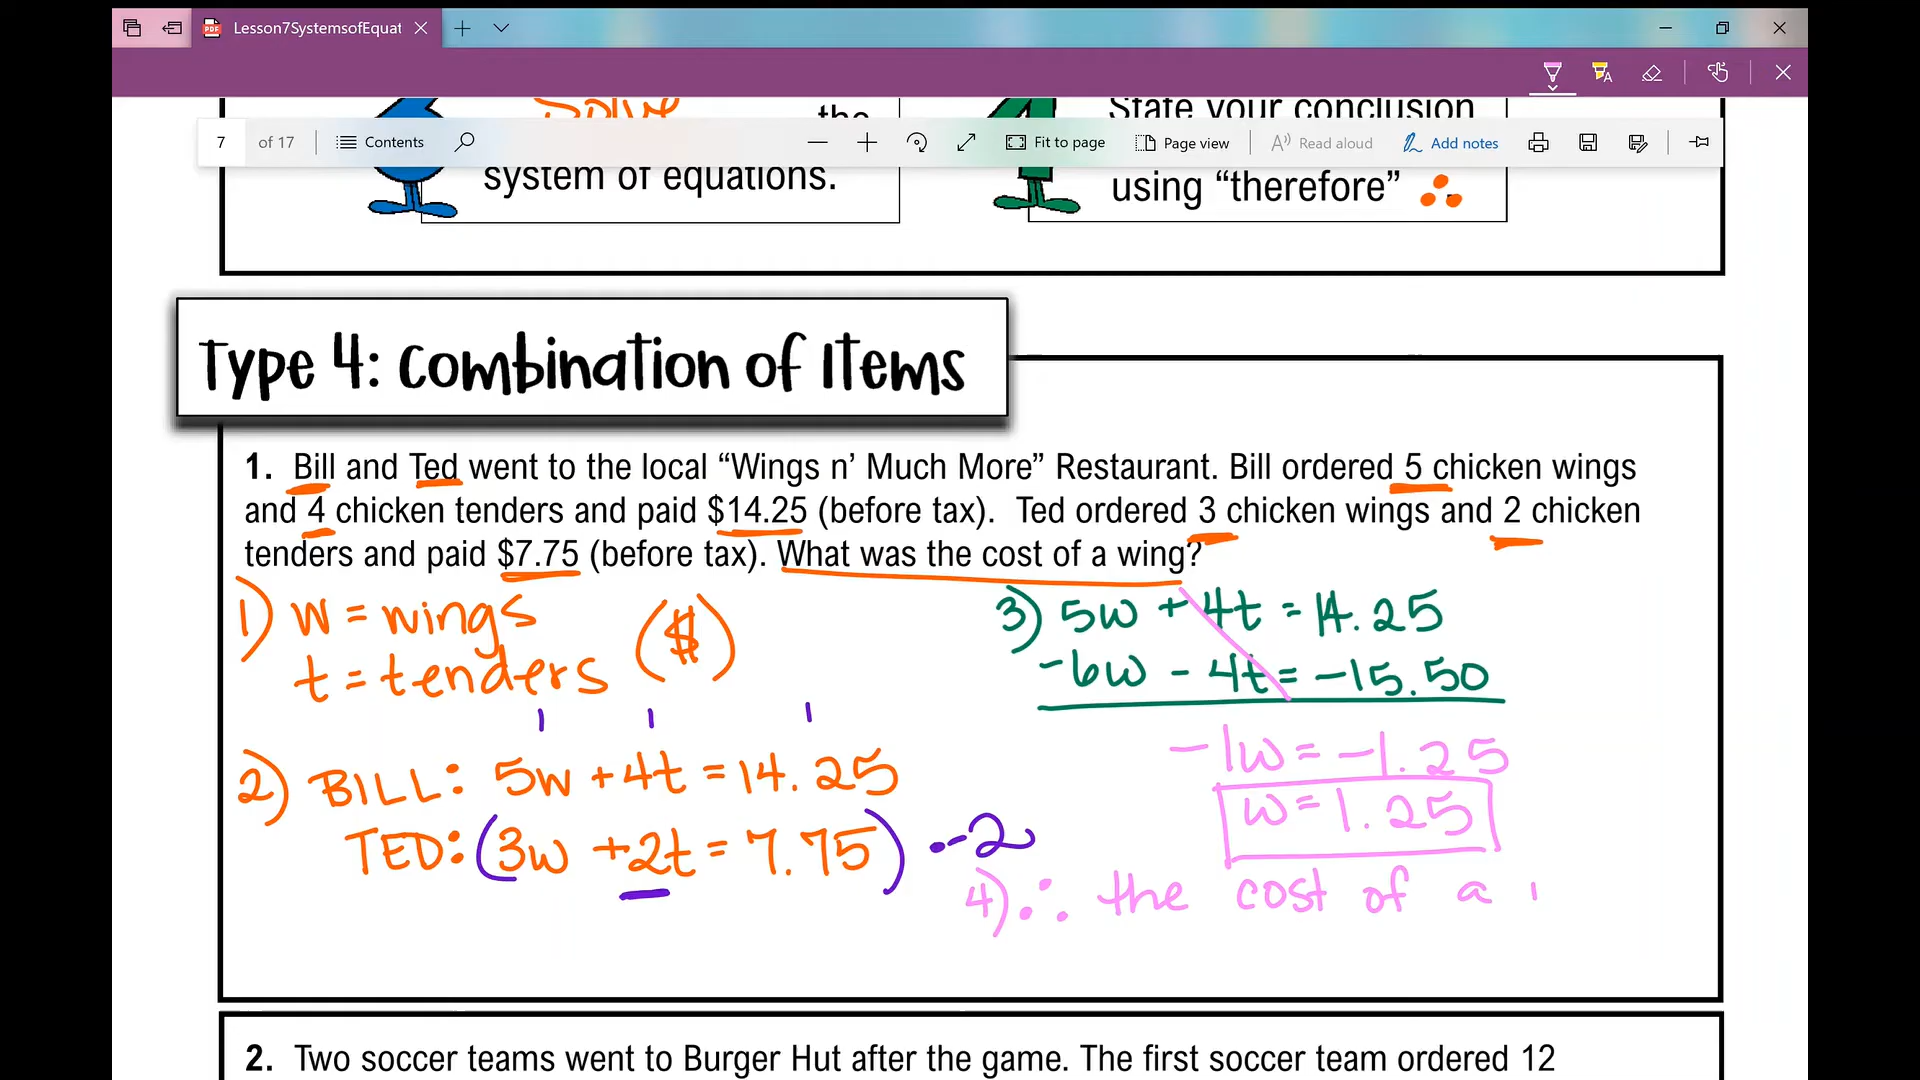 Lesson7SystemsofEquat
7 of 17 Contents Fit to page Page view Read aloud Add notes
Solve the
system of equations.
State your conclusion
using “therefore” ∴
Type 4: Combination of Items
1. Bill and Ted went to the local “Wings n’ Much More” Restaurant. Bill ordered 5 chicken wings
and 4 chicken tenders and paid $14.25 (before tax). Ted ordered 3 chicken wings and 2 chicken
tenders and paid $7.75 (before tax). What was the cost of a wing?
1) w = wings
t = tenders ($)
2) BILL: 5w + 4t = 14.25
TED: (3w + 2t = 7.75) · -2
3) 5w + 4t = 14.25
-6w - 4t = -15.50
-1w = -1.25
w = 1.25
4) ∴ the cost of a
2. Two soccer teams went to Burger Hut after the game. The first soccer team ordered 12